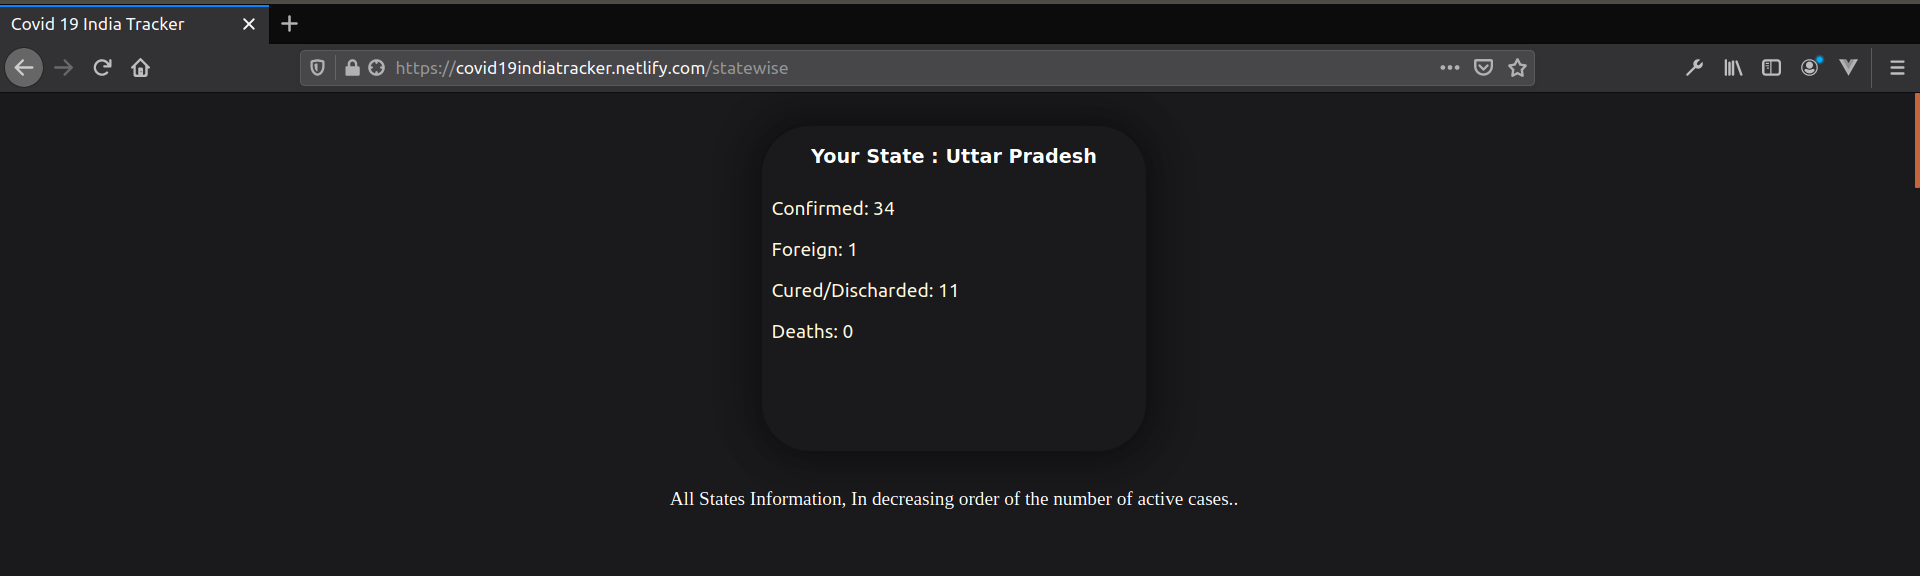 Covid 19 India Tracker
https://covid19indiatracker.netlify.com/statewise
Your State : Uttar Pradesh
Confirmed: 34
Foreign: 1
Cured/Discharded: 11
Deaths: 0
All States Information, In decreasing order of the number of active cases..